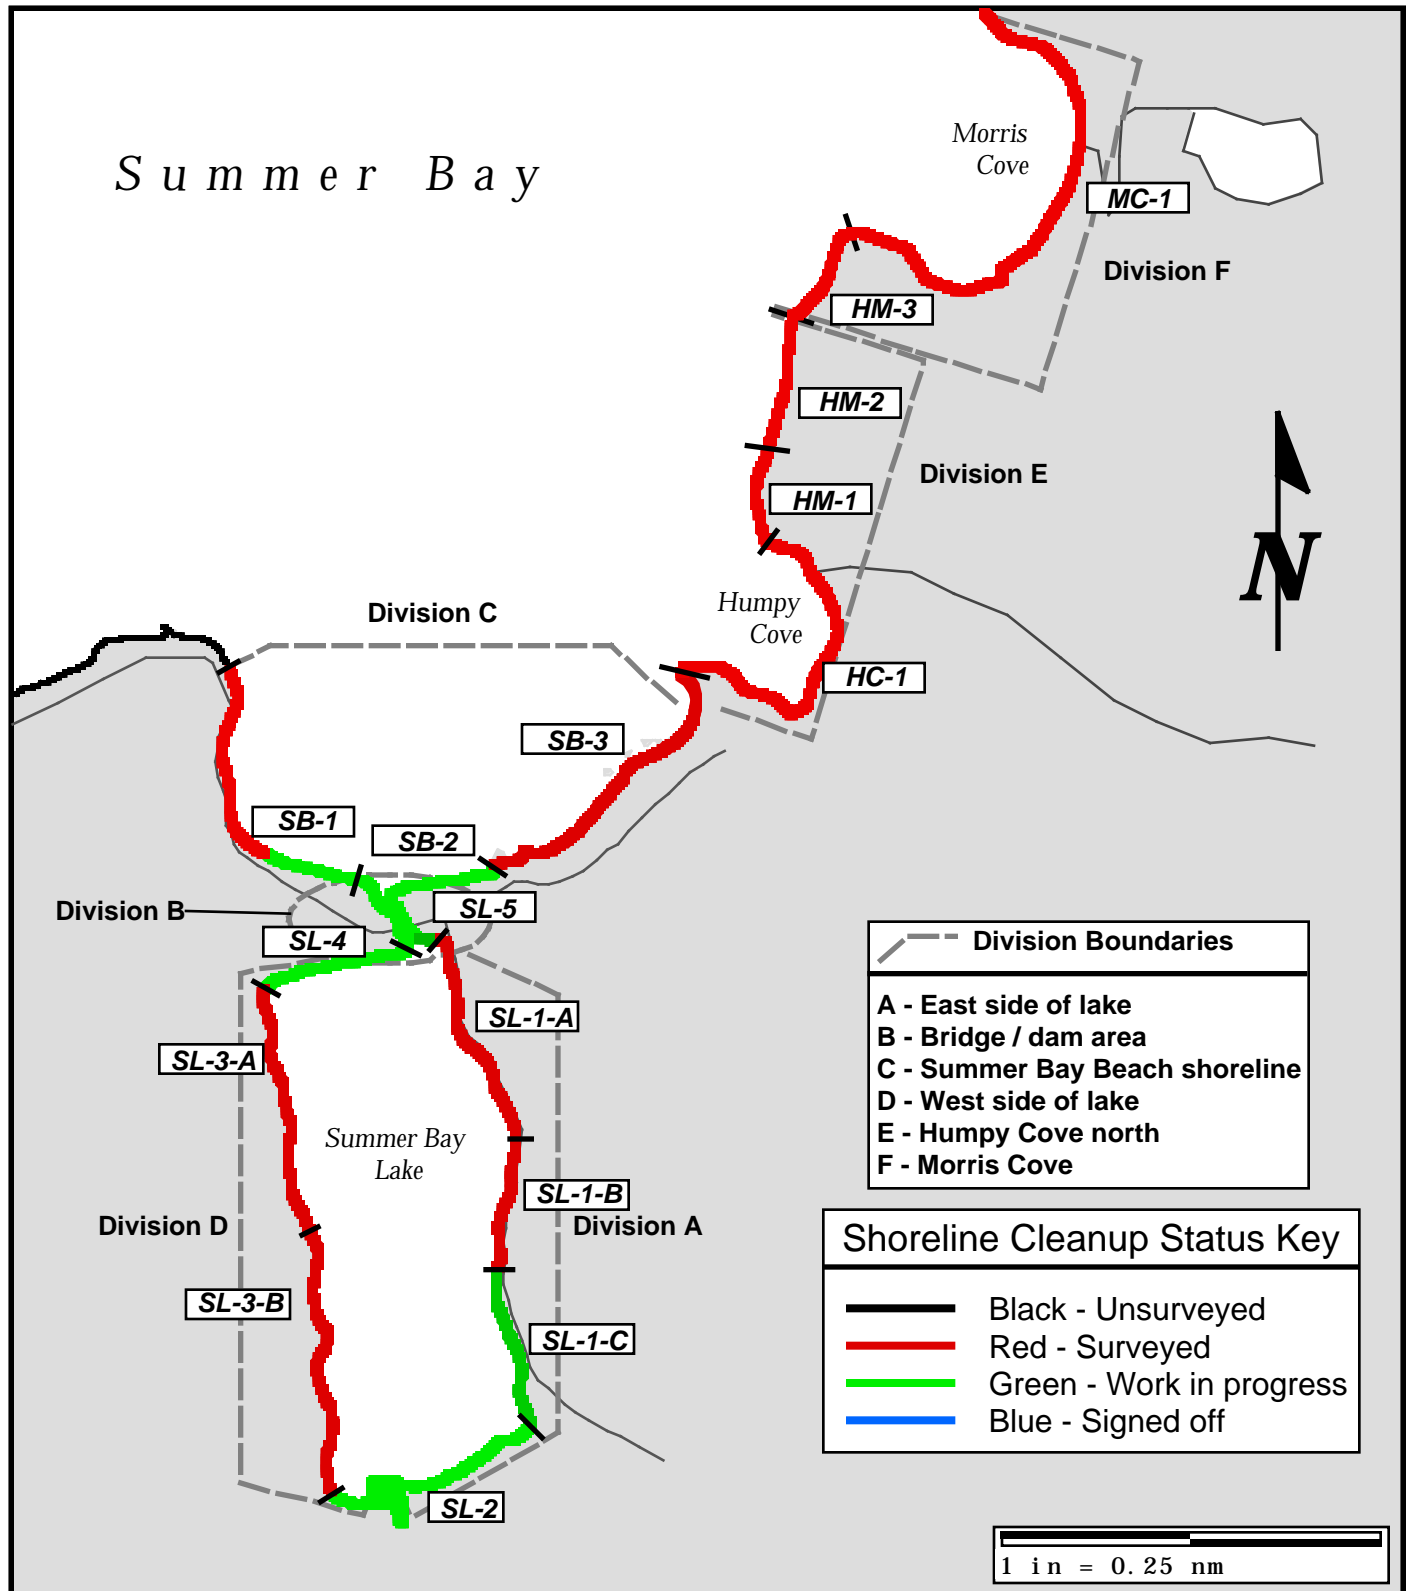 Morris
Cove
Summer Bay
MC-1
Division F
HM-3
HM-2
Division E
HM-1
N
Humpy
Cove
Division C
HC-1
SB-3
SB-1
SB-2
Division B
SL-5
SL-4
SL-1-A
SL-3-A
Summer Bay
Lake
SL-1-B
Division D
Division A
SL-3-B
SL-1-C
SL-2
Division Boundaries
A - East side of lake
B - Bridge / dam area
C - Summer Bay Beach shoreline
D - West side of lake
E - Humpy Cove north
F - Morris Cove
Shoreline Cleanup Status Key
Black - Unsurveyed
Red - Surveyed
Green - Work in progress
Blue - Signed off
1 in = 0.25 nm